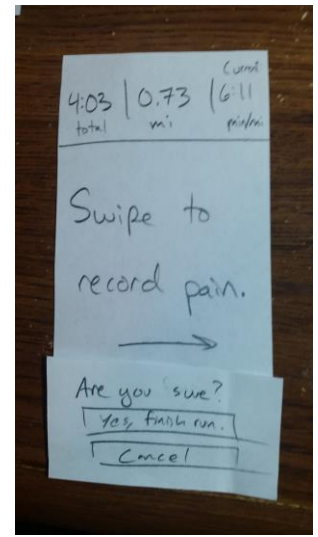 Current
4:03 | 0.73 | 6:11
total mi min/mi
Swipe to
record pain.
Are you sure?
Yes, finish run.
Cancel